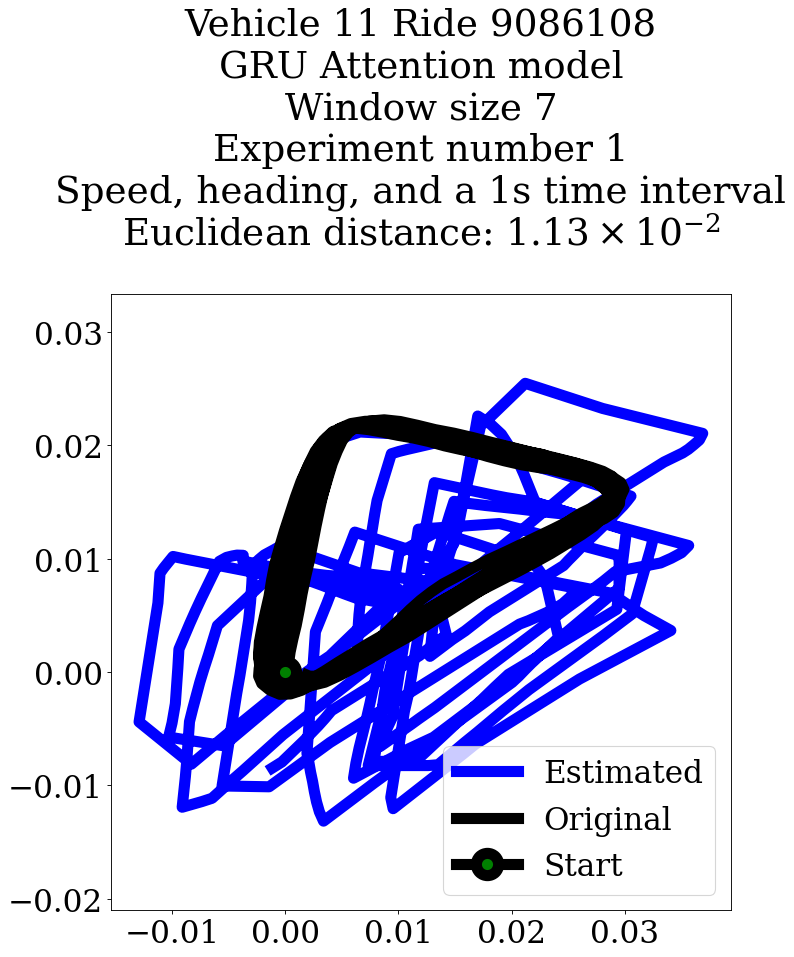 Vehicle 11 Ride 9086108
GRU Attention model
Window size 7
Experiment number 1
Speed, heading, and a 1s time interval
Euclidean distance: 1.13 × 10⁻²
0.03
0.02
0.01
0.00
−0.01
−0.02
Estimated
Original
Start
−0.01 0.00 0.01 0.02 0.03